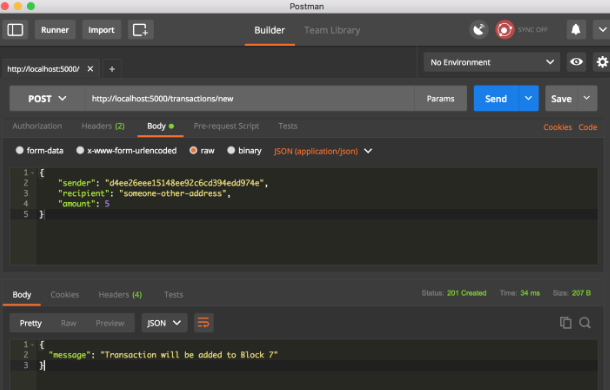 Postman
Runner Import Builder Team Library SYNC OFF
http://localhost:5000/ No Environment
POST http://localhost:5000/transactions/new Params Send Save
Authorization Headers (2) Body Pre-request Script Tests Cookies Code
form-data x-www-form-urlencoded raw binary JSON (application/json)
1 {
2 "sender": "d4ee26eee15148ee92c6cd394edd974e",
3 "recipient": "someone-other-address",
4 "amount": 5
5 }
Body Cookies Headers (4) Tests Status: 201 Created Time: 34 ms Size: 207 B
Pretty Raw Preview JSON
1 {
2 "message": "Transaction will be added to Block 7"
3 }